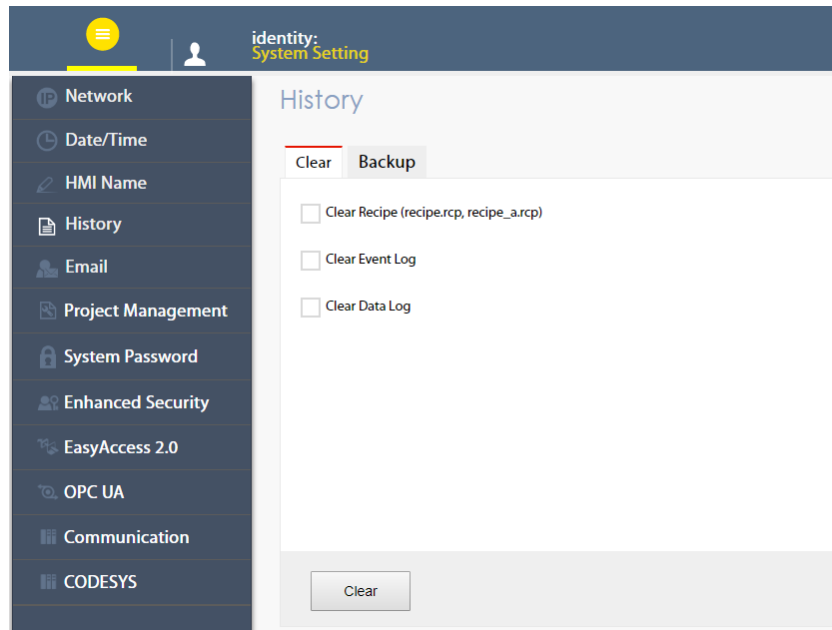 identity:
System Setting
Network
Date/Time
HMI Name
History
Email
Project Management
System Password
Enhanced Security
EasyAccess 2.0
OPC UA
Communication
CODESYS
History
Clear Backup
Clear Recipe (recipe.rcp, recipe_a.rcp)
Clear Event Log
Clear Data Log
Clear